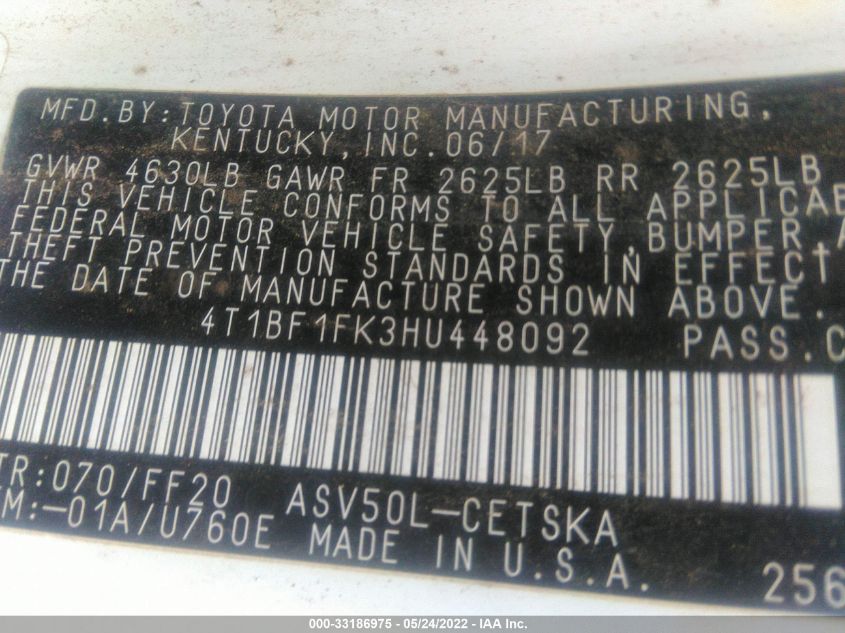 MFD. BY: TOYOTA MOTOR MANUFACTURING,
KENTUCKY, INC. 06/17
GVWR 4630LB GAWR FR 2625LB RR 2625LB
THIS VEHICLE CONFORMS TO ALL APPLICAB
FEDERAL MOTOR VEHICLE SAFETY, BUMPER, A
THEFT PREVENTION STANDARDS IN EFFECT
THE DATE OF MANUFACTURE SHOWN ABOVE.
4T1BF1FK3HU448092 PASS. C
TR:070/FF20 ASV50L-CETSKA
M:-01A/U760E MADE IN U.S.A. 256
000-33186975 - 05/24/2022 - IAA Inc.